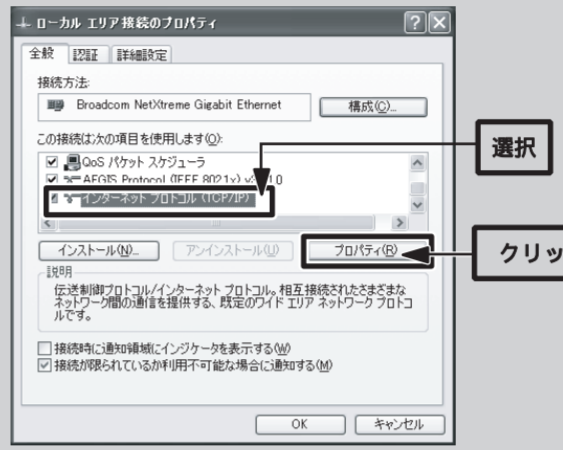 ローカル エリア接続のプロパティ
全般 認証 詳細設定
接続方法:
Broadcom NetXtreme Gigabit Ethernet
構成(C)...
この接続は次の項目を使用します(O):
QoS パケット スケジューラ
AEGIS Protocol (IEEE 802.1x)
インターネット プロトコル (TCP/IP)
選択
インストール(N)... アンインストール(U) プロパティ(R)
クリッ
説明
伝送制御プロトコル/インターネット プロトコル。相互接続されたさまざまな
ネットワーク間の通信を提供する、既定のワイド エリア ネットワーク プロトコ
ルです。
接続時に通知領域にインジケータを表示する(W)
接続が限られているか利用不可能な場合に通知する(M)
OK キャンセル